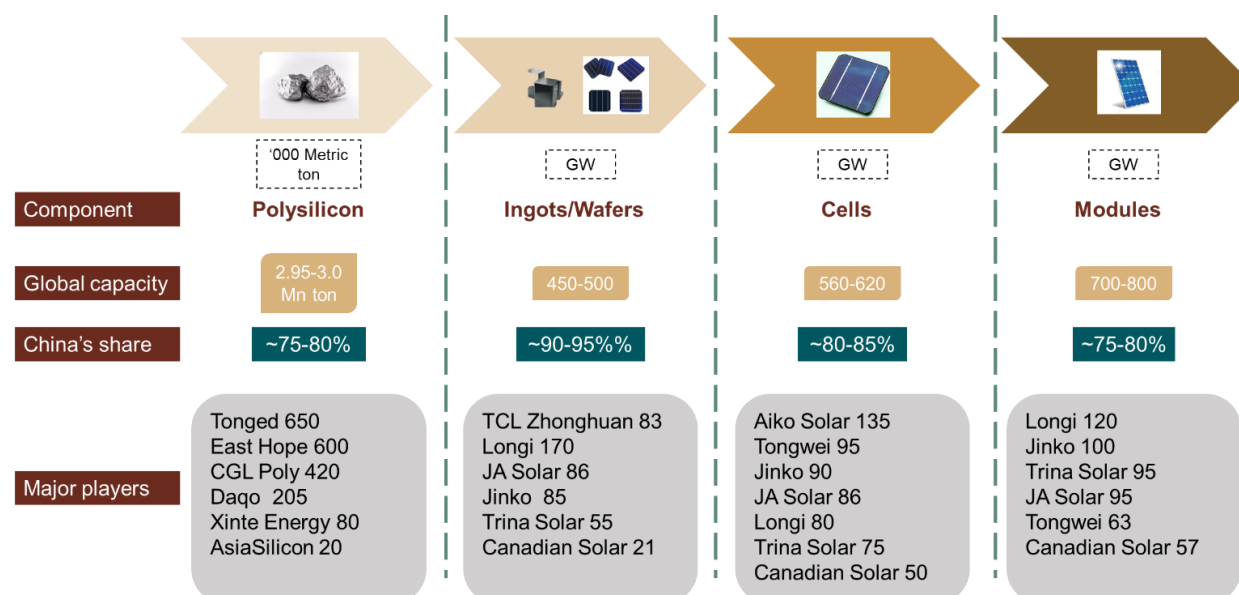 ‘000 Metric
ton
GW
GW
GW
Component
Polysilicon
Ingots/Wafers
Cells
Modules
Global capacity
2.95-3.0
Mn ton
450-500
560-620
700-800
China’s share
~75-80%
~90-95%%
~80-85%
~75-80%
Major players
Tonged 650
East Hope 600
CGL Poly 420
Daqo 205
Xinte Energy 80
AsiaSilicon 20
TCL Zhonghuan 83
Longi 170
JA Solar 86
Jinko 85
Trina Solar 55
Canadian Solar 21
Aiko Solar 135
Tongwei 95
Jinko 90
JA Solar 86
Longi 80
Trina Solar 75
Canadian Solar 50
Longi 120
Jinko 100
Trina Solar 95
JA Solar 95
Tongwei 63
Canadian Solar 57